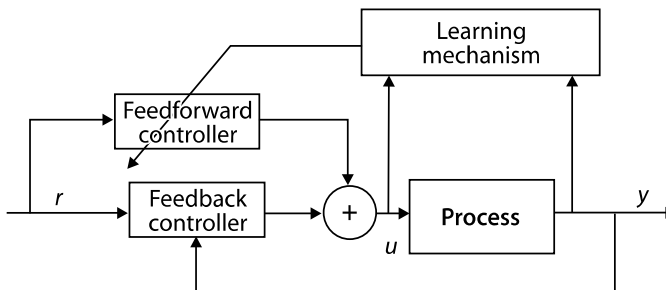 Learning
mechanism
Feedforward
controller
r
Feedback
controller
+
u
Process
y